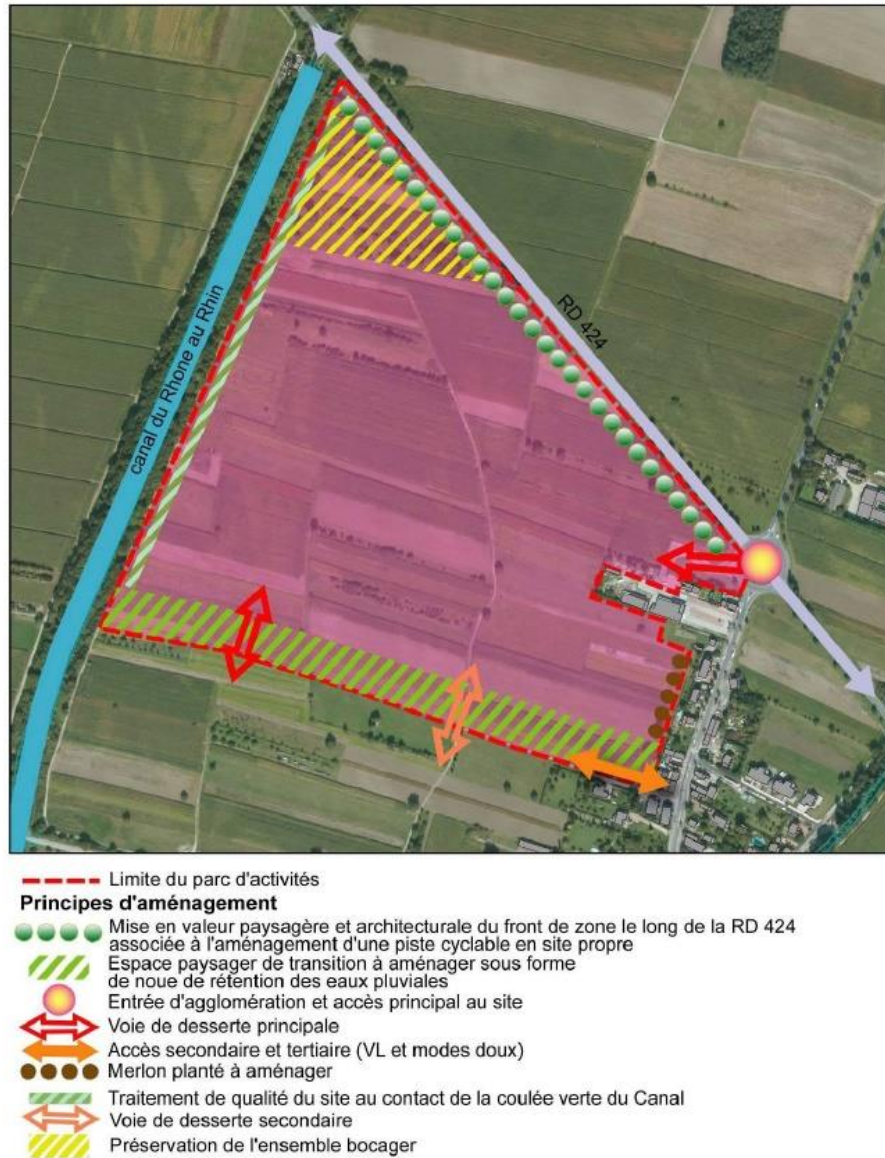 RD 424
canal du Rhone au Rhin
Limite du parc d'activités
Principes d'aménagement
Mise en valeur paysagère et architecturale du front de zone le long de la RD 424
associée à l'aménagement d'une piste cyclable en site propre
Espace paysager de transition à aménager sous forme
de noue de rétention des eaux pluviales
Entrée d'agglomération et accès principal au site
Voie de desserte principale
Accès secondaire et tertiaire (VL et modes doux)
Merlon planté à aménager
Traitement de qualité du site au contact de la coulée verte du Canal
Voie de desserte secondaire
Préservation de l'ensemble bocager